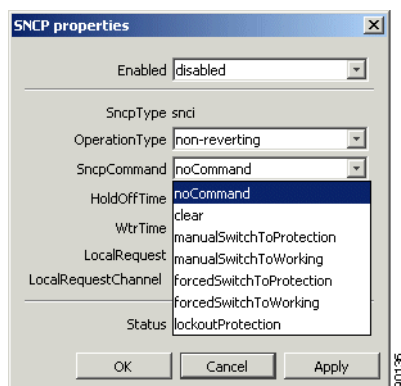 SNCP properties
Enabled disabled
SncpType snci
OperationType non-reverting
SncpCommand noCommand
HoldOffTime noCommand
clear
WtrTime manualSwitchToProtection
LocalRequest manualSwitchToWorking
LocalRequestChannel forcedSwitchToProtection
forcedSwitchToWorking
Status lockoutProtection
OK Cancel Apply